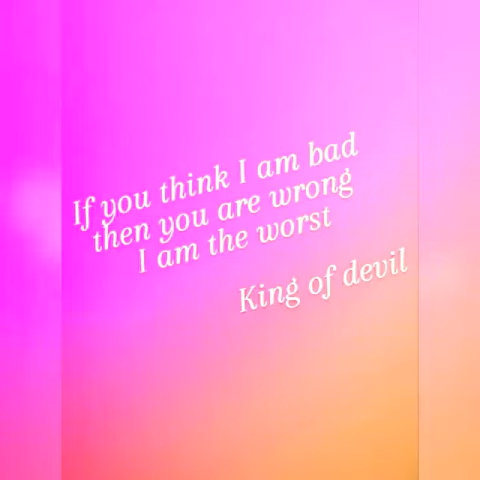 If you think I am bad
then you are wrong
I am the worst
King of devil